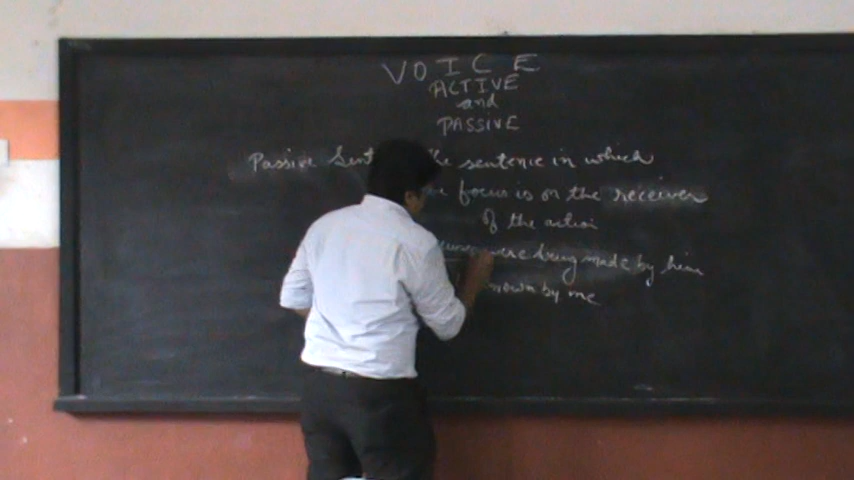 VOICE
ACTIVE
and
PASSIVE
Passive Sent the sentence in which
focus is on the receiver
of the action
were being made by him
by me